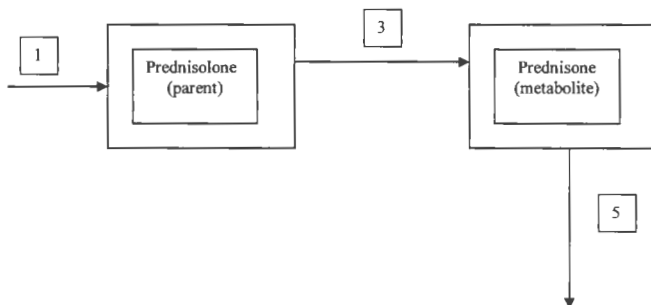 1
3
Prednisolone
(parent)
Prednisone
(metabolite)
5